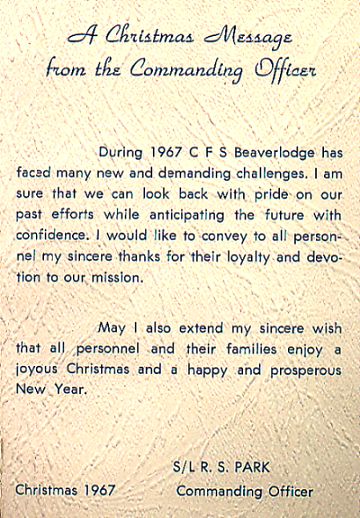 A Christmas Message
from the Commanding Officer
During 1967 C F S Beaverlodge has
faced many new and demanding challenges. I am
sure that we can look back with pride on our
past efforts while anticipating the future with
confidence. I would like to convey to all person-
nel my sincere thanks for their loyalty and devo-
tion to our mission.
May I also extend my sincere wish
that all personnel and their families enjoy a
joyous Christmas and a happy and prosperous
New Year.
S/L R. S. PARK
Christmas 1967 Commanding Officer